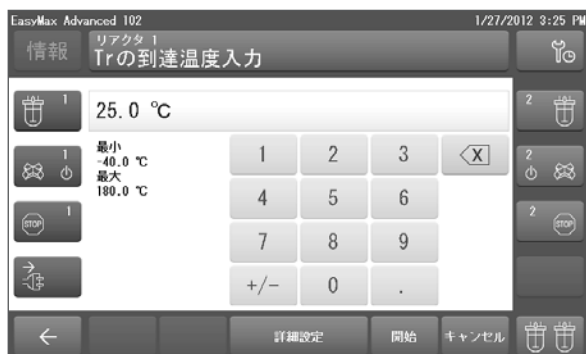 EasyMax Advanced 102
1/27/2012 3:25 PM
情報
リアクタ 1
Trの到達温度入力
1
25.0 ℃
2
最小
-40.0 ℃
最大
180.0 ℃
1 2 3 X
4 5 6
7 8 9
+/- 0 .
1
2
STOP 1
2 STOP
詳細設定
開始
キャンセル